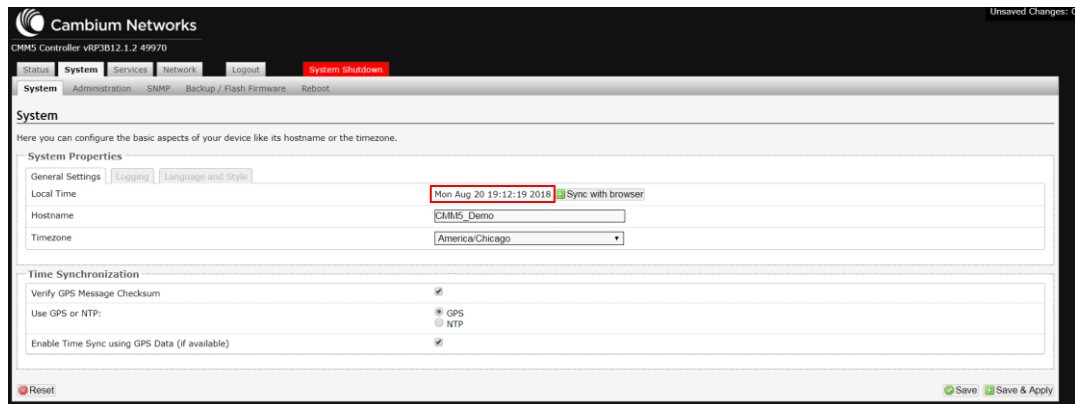 Unsaved Changes:
Cambium Networks
CMM5 Controller vRP3B12.1.2 49970
Status System Services Network Logout System Shutdown
System Administration SNMP Backup / Flash Firmware Reboot
System
Here you can configure the basic aspects of your device like its hostname or the timezone.
System Properties
General Settings Logging Language and Style
Local Time Mon Aug 20 19:12:19 2018 Sync with browser
Hostname CMM5_Demo
Timezone America/Chicago
Time Synchronization
Verify GPS Message Checksum
Use GPS or NTP: GPS
NTP
Enable Time Sync using GPS Data (if available)
Reset Save Save & Apply